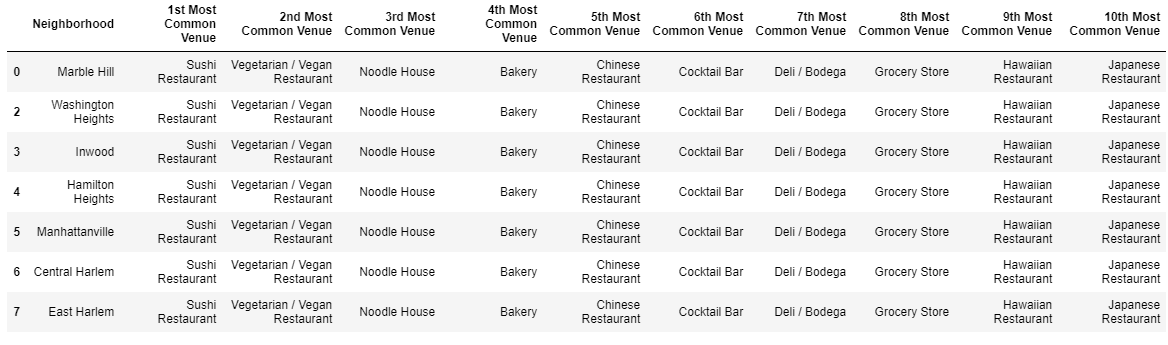 Neighborhood 1st Most Common Venue 2nd Most Common Venue 3rd Most Common Venue 4th Most Common Venue 5th Most Common Venue 6th Most Common Venue 7th Most Common Venue 8th Most Common Venue 9th Most Common Venue 10th Most Common Venue
0 Marble Hill Sushi Restaurant Vegetarian / Vegan Restaurant Noodle House Bakery Chinese Restaurant Cocktail Bar Deli / Bodega Grocery Store Hawaiian Restaurant Japanese Restaurant
2 Washington Heights Sushi Restaurant Vegetarian / Vegan Restaurant Noodle House Bakery Chinese Restaurant Cocktail Bar Deli / Bodega Grocery Store Hawaiian Restaurant Japanese Restaurant
3 Inwood Sushi Restaurant Vegetarian / Vegan Restaurant Noodle House Bakery Chinese Restaurant Cocktail Bar Deli / Bodega Grocery Store Hawaiian Restaurant Japanese Restaurant
4 Hamilton Heights Sushi Restaurant Vegetarian / Vegan Restaurant Noodle House Bakery Chinese Restaurant Cocktail Bar Deli / Bodega Grocery Store Hawaiian Restaurant Japanese Restaurant
5 Manhattanville Sushi Restaurant Vegetarian / Vegan Restaurant Noodle House Bakery Chinese Restaurant Cocktail Bar Deli / Bodega Grocery Store Hawaiian Restaurant Japanese Restaurant
6 Central Harlem Sushi Restaurant Vegetarian / Vegan Restaurant Noodle House Bakery Chinese Restaurant Cocktail Bar Deli / Bodega Grocery Store Hawaiian Restaurant Japanese Restaurant
7 East Harlem Sushi Restaurant Vegetarian / Vegan Restaurant Noodle House Bakery Chinese Restaurant Cocktail Bar Deli / Bodega Grocery Store Hawaiian Restaurant Japanese Restaurant